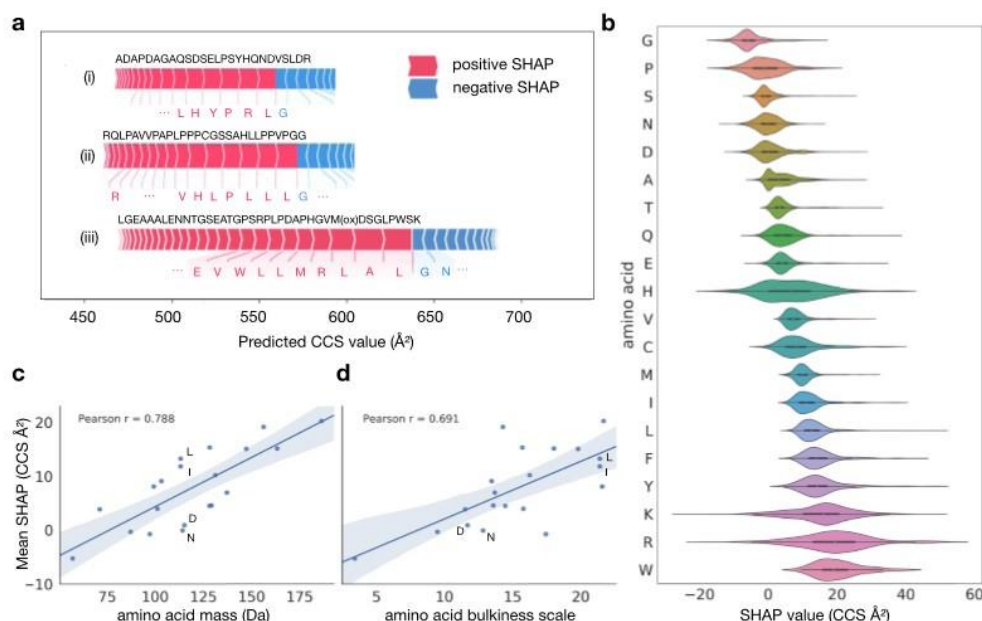 a
ADAPDAGAQSDSELPSYHQNDVSLDR
(i)
··· L H Y P R L G
positive SHAP
negative SHAP
RQLPAVVPAPLPPPCGSSAHLLPPVPGG
(ii)
R ··· V H L P L L L G ···
LGEAAALENNTGSEATGPSRPLPDAPHGVM(ox)DSGLPWSK
(iii)
··· E V W L L M R L A L G N ···
450 500 550 600 650 700
Predicted CCS value (Å²)
b
amino acid
G
P
S
N
D
A
T
Q
E
H
V
C
M
I
L
F
Y
K
R
W
−20 0 20 40 60
SHAP value (CCS Å²)
c
Pearson r = 0.788
Mean SHAP (CCS Å²)
20
10
0
−10
L
I
D
N
75 100 125 150 175
amino acid mass (Da)
d
Pearson r = 0.691
L
I
D
N
5 10 15 20
amino acid bulkiness scale